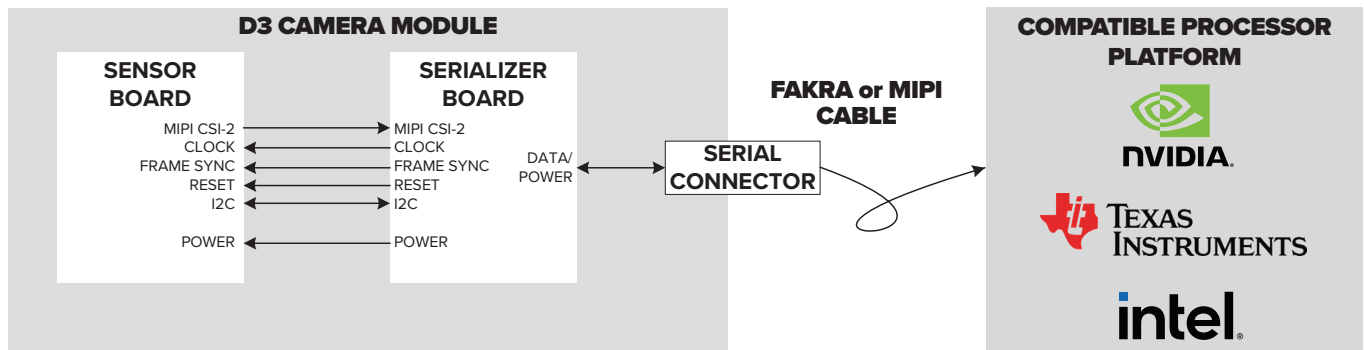 D3 CAMERA MODULE
SENSOR
BOARD
MIPI CSI-2
CLOCK
FRAME SYNC
RESET
I2C
POWER
SERIALIZER
BOARD
MIPI CSI-2
CLOCK
FRAME SYNC
RESET
I2C
POWER
DATA/
POWER
SERIAL
CONNECTOR
FAKRA or MIPI
CABLE
COMPATIBLE PROCESSOR
PLATFORM
nVIDIA.
ti
TEXAS
INSTRUMENTS
intel®